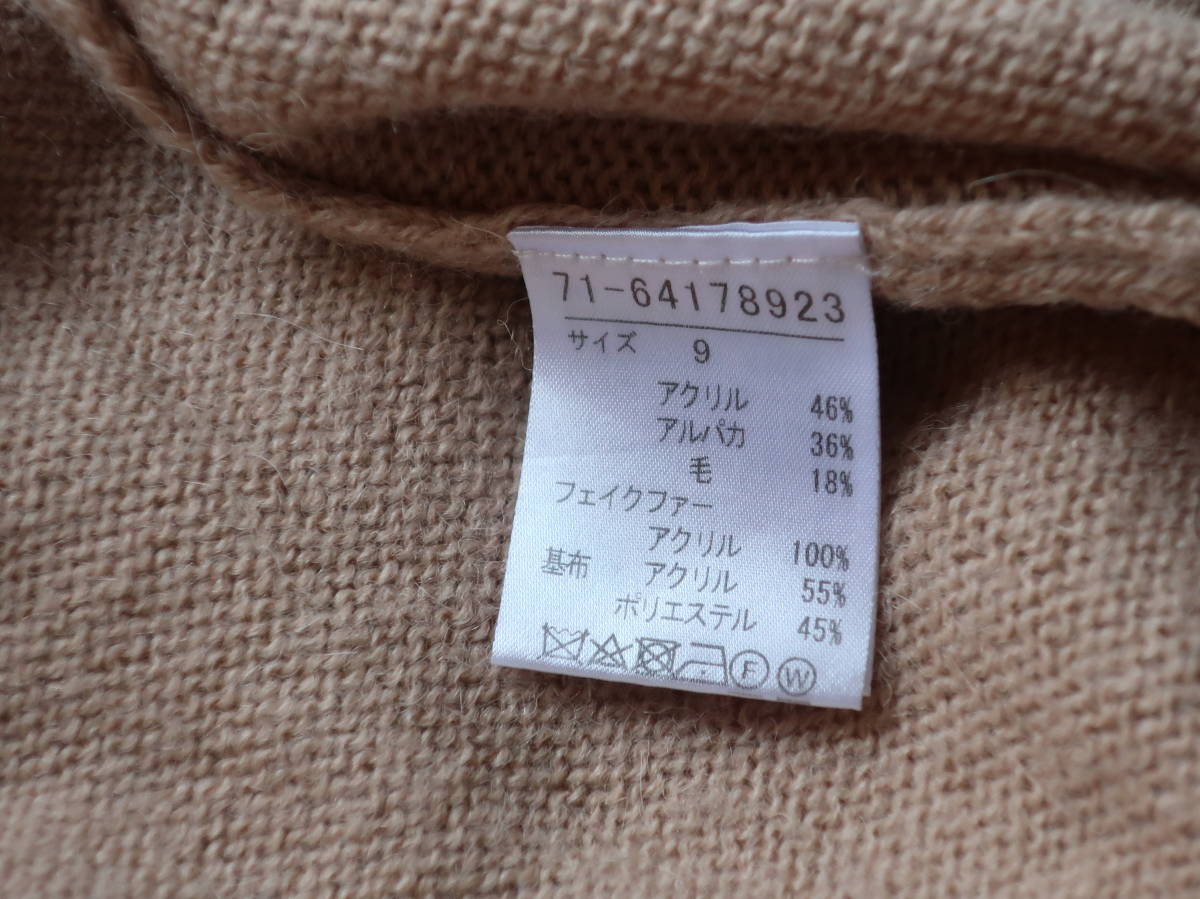 71-64178923
サイズ 9
アクリル 46%
アルパカ 36%
毛 18%
フェイクファー
アクリル 100%
基布 アクリル 55%
ポリエステル 45%
F W